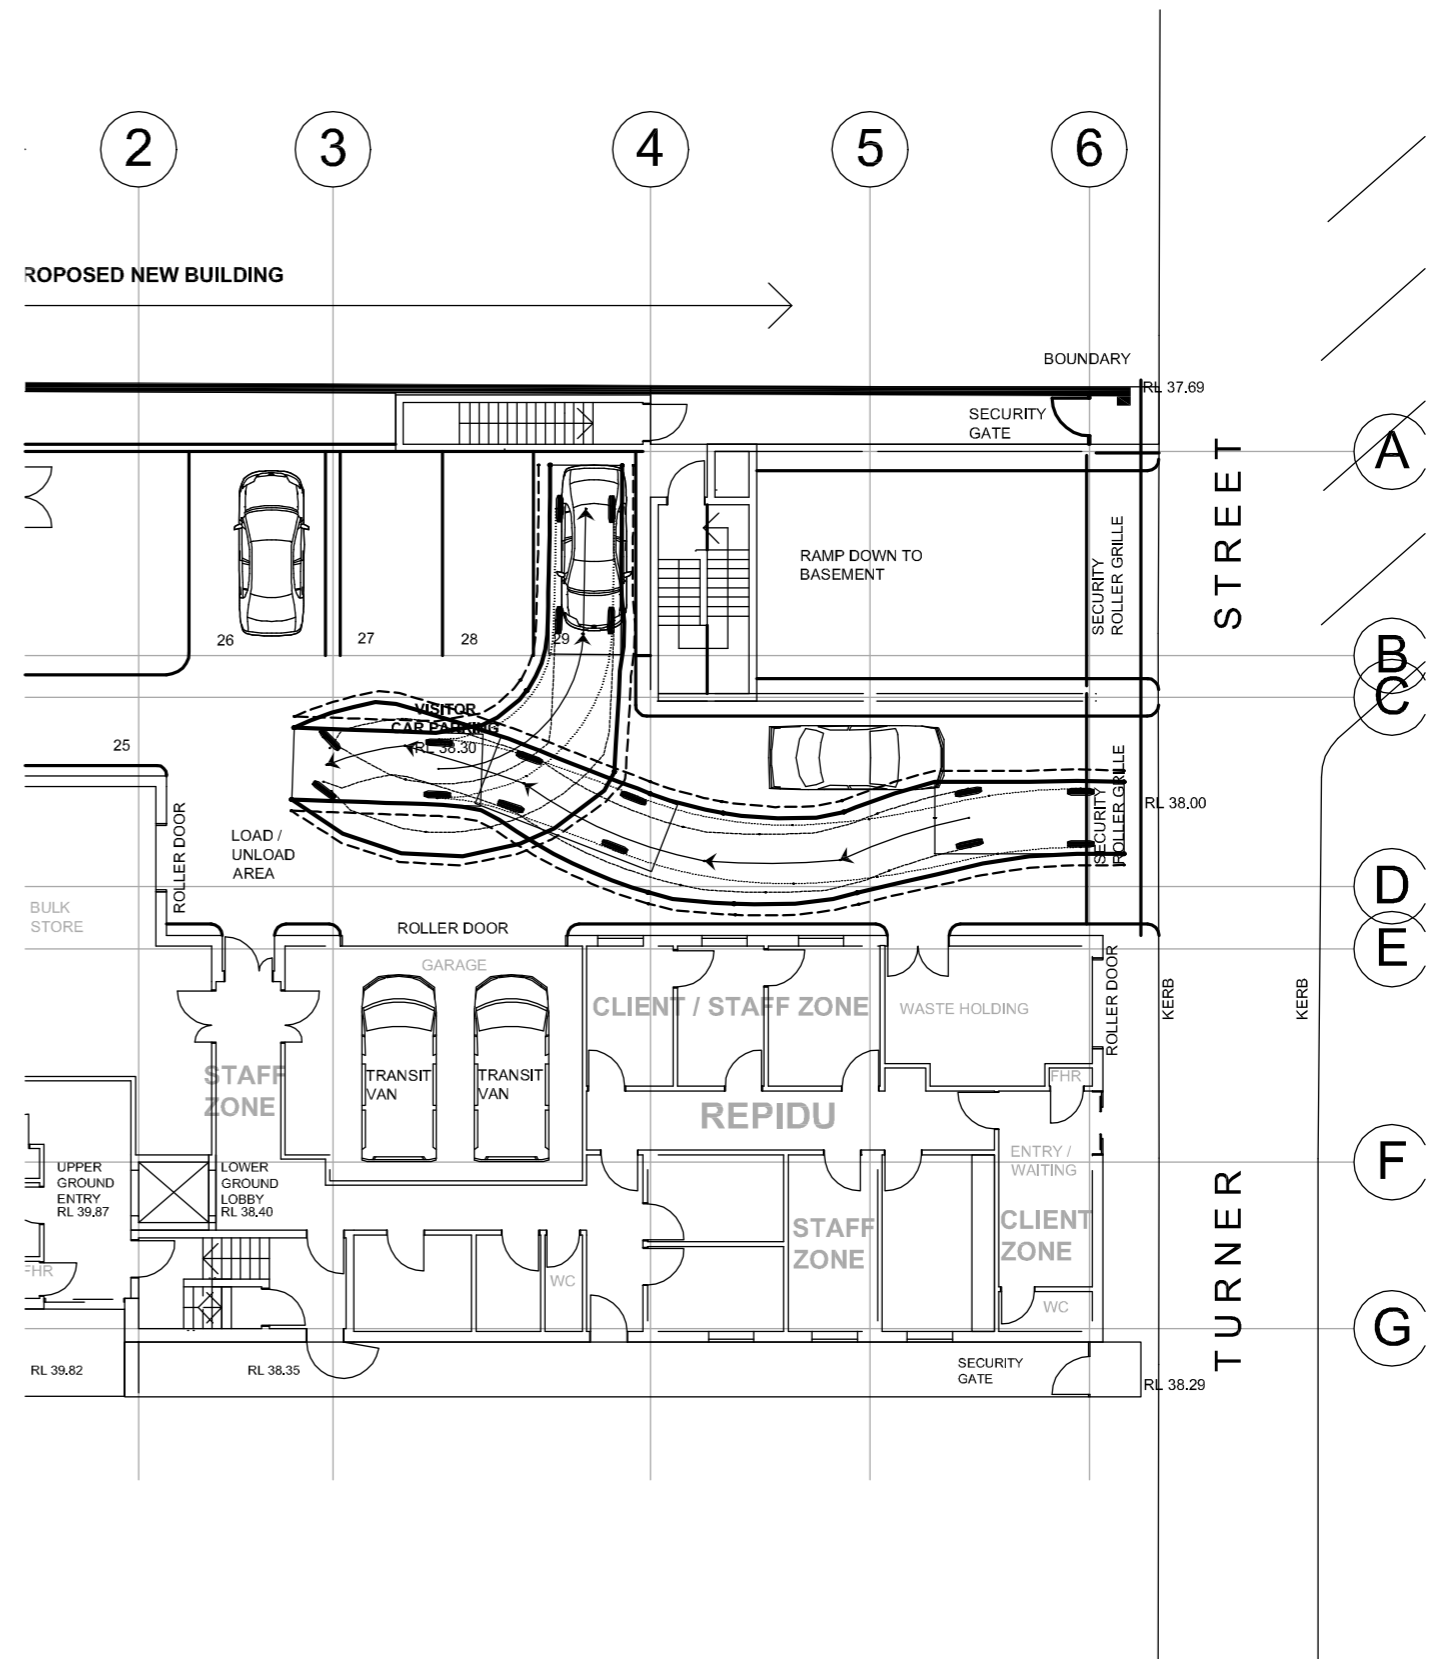 2
3
4
5
6
ROPOSED NEW BUILDING
BOUNDARY
RL 37.69
SECURITY
GATE
A
STREET
RAMP DOWN TO
BASEMENT
SECURITY
ROLLER GRILLE
26
27
28
29
B
C
VISITOR
CAR PARKING
RL 38.30
25
SECURITY
ROLLER GRILLE
RL 38.00
ROLLER DOOR
LOAD /
UNLOAD
AREA
D
BULK
STORE
ROLLER DOOR
E
GARAGE
CLIENT / STAFF ZONE
WASTE HOLDING
ROLLER DOOR
KERB
KERB
STAFF
ZONE
TRANSIT
VAN
TRANSIT
VAN
FHR
REPIDU
ENTRY /
WAITING
F
UPPER
GROUND
ENTRY
RL 39.87
LOWER
GROUND
LOBBY
RL 38.40
STAFF
ZONE
CLIENT
ZONE
TURNER
FHR
WC
WC
G
RL 39.82
RL 38.35
SECURITY
GATE
RL 38.29